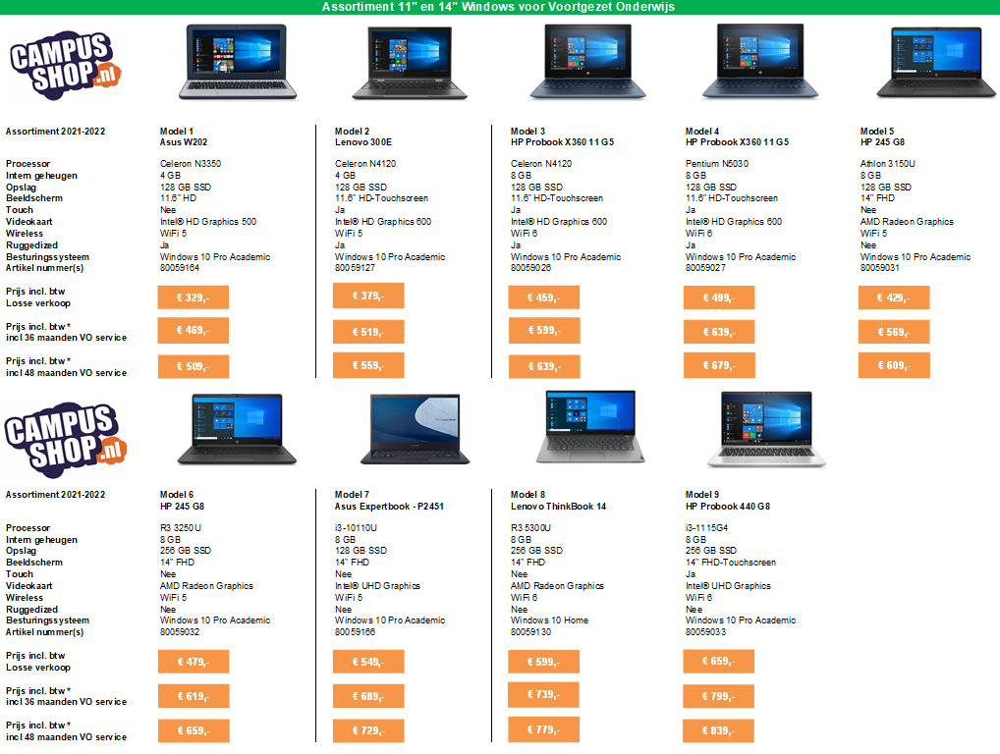 Assortiment 11" en 14" Windows voor Voortgezet Onderwijs
CAMPUS
SHOP.nl
Assortiment 2021-2022 Model 1 Model 2 Model 3 Model 4 Model 5
Asus W202 Lenovo 300E HP Probook X360 11 G5 HP Probook X360 11 G5 HP 245 G8
Processor Celeron N3350 Celeron N4120 Celeron N4120 Pentium N5030 Athlon 3150U
Intern geheugen 4 GB 4 GB 8 GB 8 GB 8 GB
Opslag 128 GB SSD 128 GB SSD 128 GB SSD 128 GB SSD 128 GB SSD
Beeldscherm 11.6" HD 11.6" HD-Touchscreen 11.6" HD-Touchscreen 11.6" HD-Touchscreen 14" FHD
Touch Nee Ja Ja Ja Nee
Videokaart Intel® HD Graphics 500 Intel® HD Graphics 600 Intel® HD Graphics 600 Intel® HD Graphics 600 AMD Radeon Graphics
Wireless WiFi 5 WiFi 5 WiFi 6 WiFi 6 WiFi 5
Ruggedized Ja Ja Ja Ja Nee
Besturingssysteem Windows 10 Pro Academic Windows 10 Pro Academic Windows 10 Pro Academic Windows 10 Pro Academic Windows 10 Pro Academic
Artikel nummer(s) 80059164 80059127 80059026 80059027 80059031
Prijs incl. btw
Losse verkoop € 329,- € 379,- € 459,- € 499,- € 429,-
Prijs incl. btw *
incl 36 maanden VO service € 469,- € 519,- € 599,- € 639,- € 569,-
Prijs incl. btw *
incl 48 maanden VO service € 509,- € 559,- € 639,- € 679,- € 609,-
CAMPUS
SHOP.nl
Assortiment 2021-2022 Model 6 Model 7 Model 8 Model 9
HP 245 G8 Asus Expertbook - P2451 Lenovo ThinkBook 14 HP Probook 440 G8
Processor R3 3250U i3-10110U R3 5300U i3-1115G4
Intern geheugen 8 GB 8 GB 8 GB 8 GB
Opslag 256 GB SSD 128 GB SSD 256 GB SSD 256 GB SSD
Beeldscherm 14" FHD 14" FHD 14" FHD 14" FHD-Touchscreen
Touch Nee Nee Nee Ja
Videokaart AMD Radeon Graphics Intel® UHD Graphics AMD Radeon Graphics Intel® UHD Graphics
Wireless WiFi 5 WiFi 5 WiFi 6 WiFi 6
Ruggedized Nee Nee Nee Nee
Besturingssysteem Windows 10 Pro Academic Windows 10 Pro Academic Windows 10 Home Windows 10 Pro Academic
Artikel nummer(s) 80059032 80059166 80059130 80059033
Prijs incl. btw
Losse verkoop € 479,- € 549,- € 599,- € 659,-
Prijs incl. btw *
incl 36 maanden VO service € 619,- € 689,- € 739,- € 799,-
Prijs incl. btw *
incl 48 maanden VO service € 659,- € 729,- € 779,- € 839,-